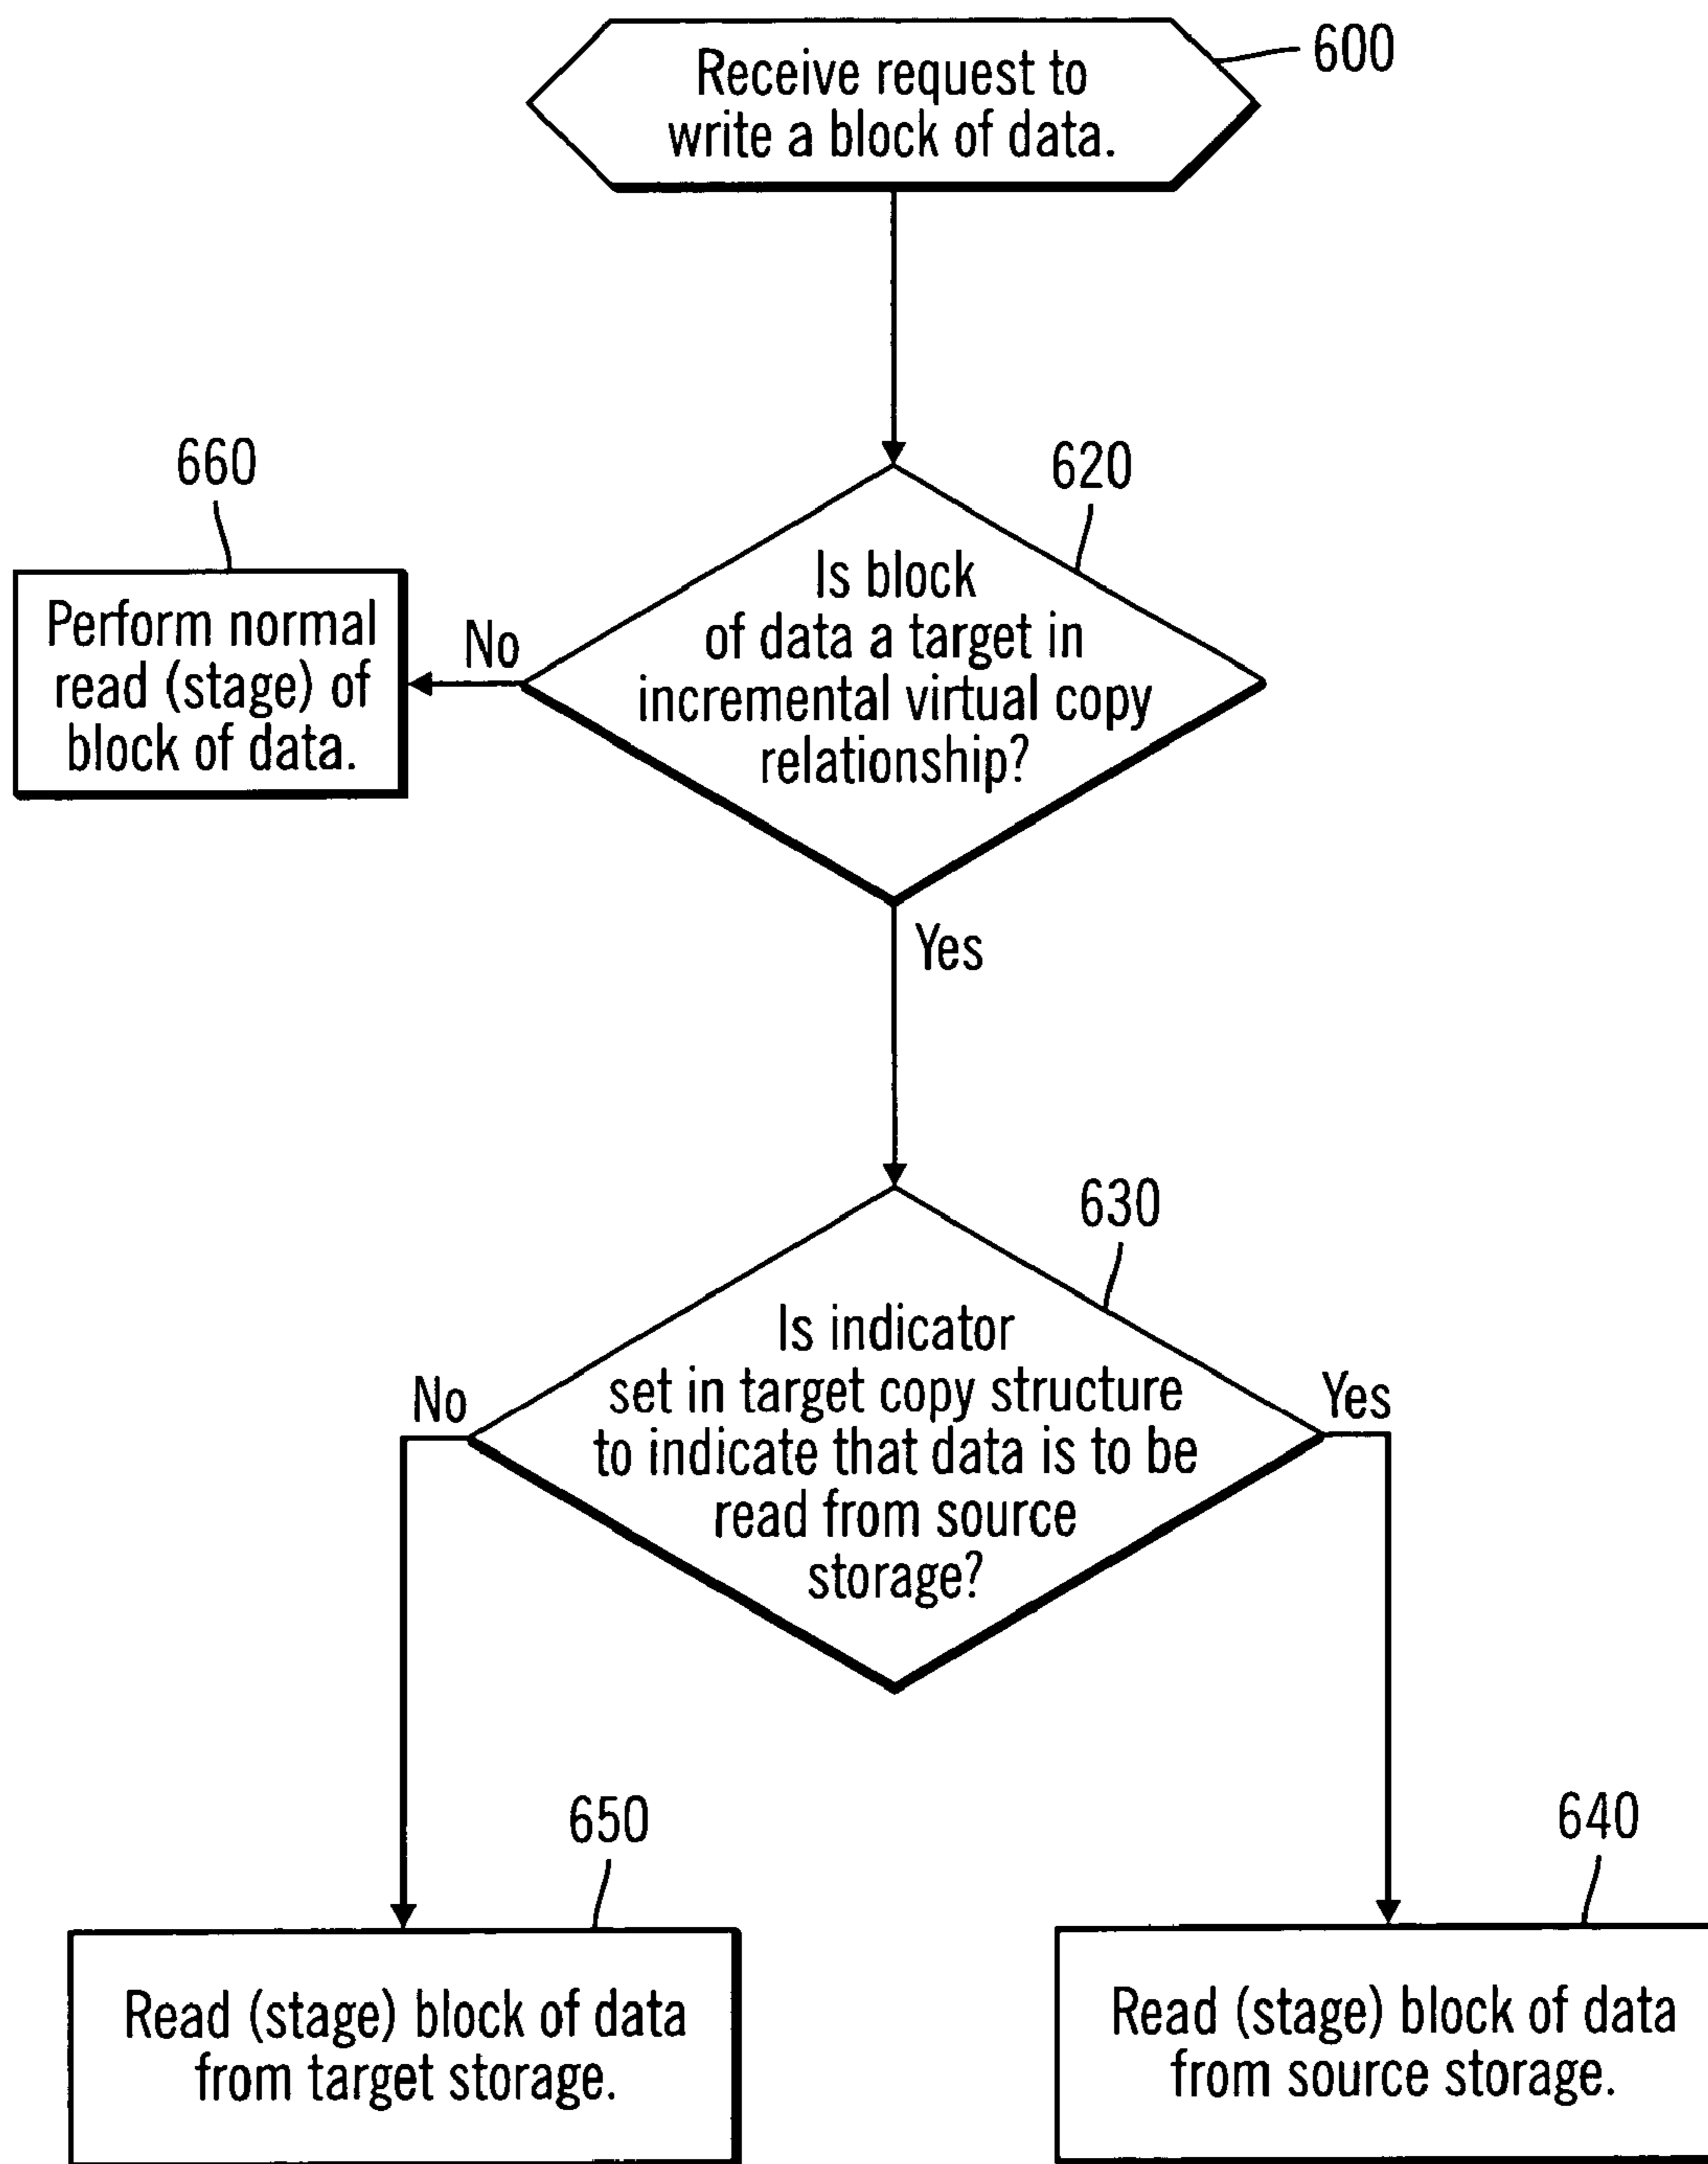 Receive request to
write a block of data.
600
660
620
Perform normal
read (stage) of
block of data.
No
Is block
of data a target in
incremental virtual copy
relationship?
Yes
630
Is indicator
set in target copy structure
to indicate that data is to be
read from source
storage?
No
Yes
650
640
Read (stage) block of data
from target storage.
Read (stage) block of data
from source storage.